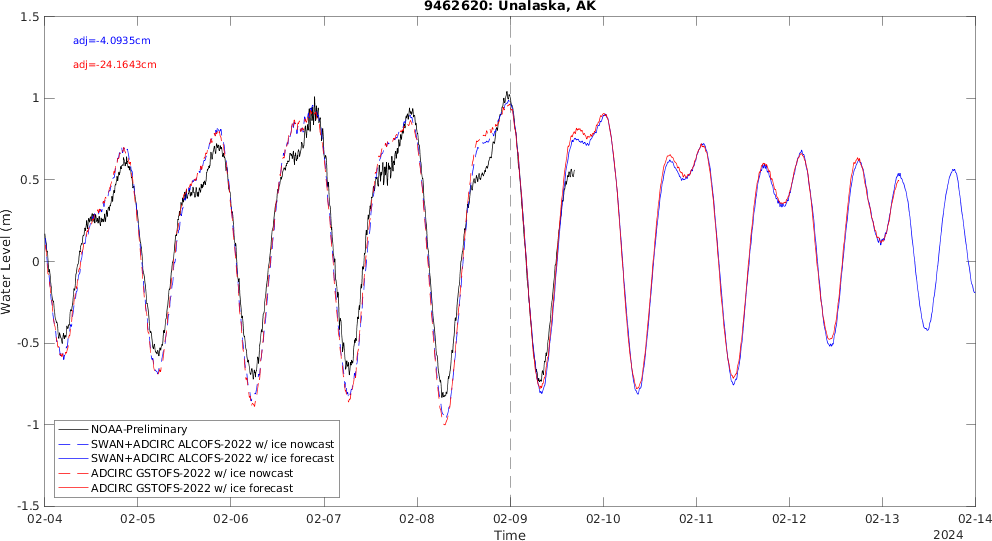 9462620: Unalaska, AK
1.5
adj=-4.0935cm
adj=-24.1643cm
1
0.5
0
-0.5
-1
-1.5
Water Level (m)
NOAA-Preliminary
SWAN+ADCIRC ALCOFS-2022 w/ ice nowcast
SWAN+ADCIRC ALCOFS-2022 w/ ice forecast
ADCIRC GSTOFS-2022 w/ ice nowcast
ADCIRC GSTOFS-2022 w/ ice forecast
02-04 02-05 02-06 02-07 02-08 02-09 02-10 02-11 02-12 02-13 02-14
Time
2024